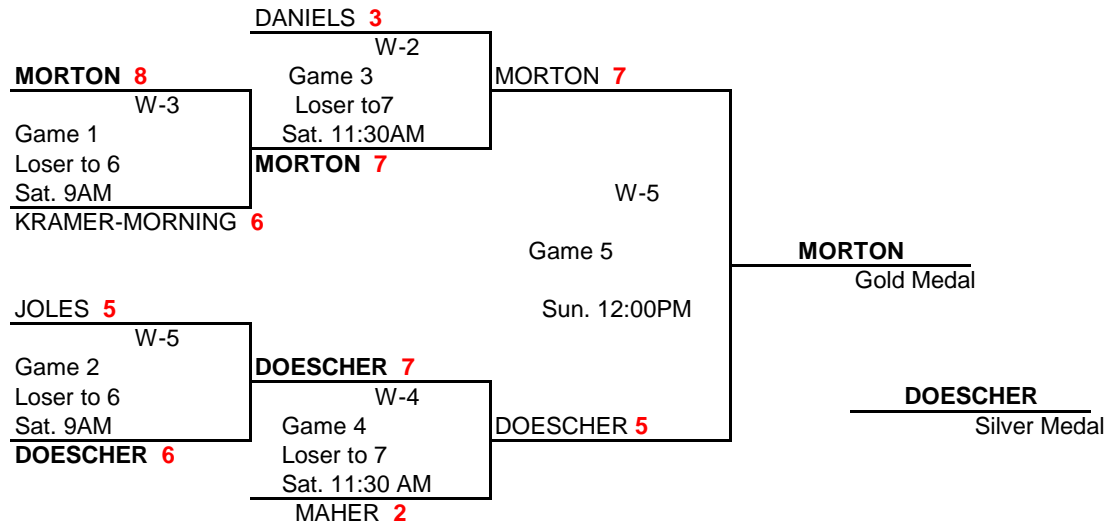 DANIELS 3
W-2
MORTON 8
Game 3
MORTON 7
W-3
Loser to7
Game 1
Sat. 11:30AM
Loser to 6
MORTON 7
Sat. 9AM
W-5
KRAMER-MORNING 6
Game 5
MORTON
Gold Medal
JOLES 5
Sun. 12:00PM
W-5
Game 2
DOESCHER 7
Loser to 6
W-4
DOESCHER
Sat. 9AM
Game 4
DOESCHER 5
Silver Medal
DOESCHER 6
Loser to 7
Sat. 11:30 AM
MAHER 2